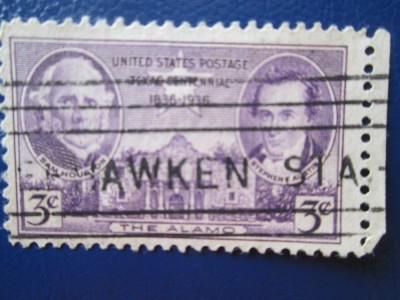 UNITED STATES POSTAGE
TEXAS CENTENNIAL
1836-1936
SAM HOUSTON
STEPHEN F. AUSTIN
AWKEN STA
3¢
3¢
THE ALAMO